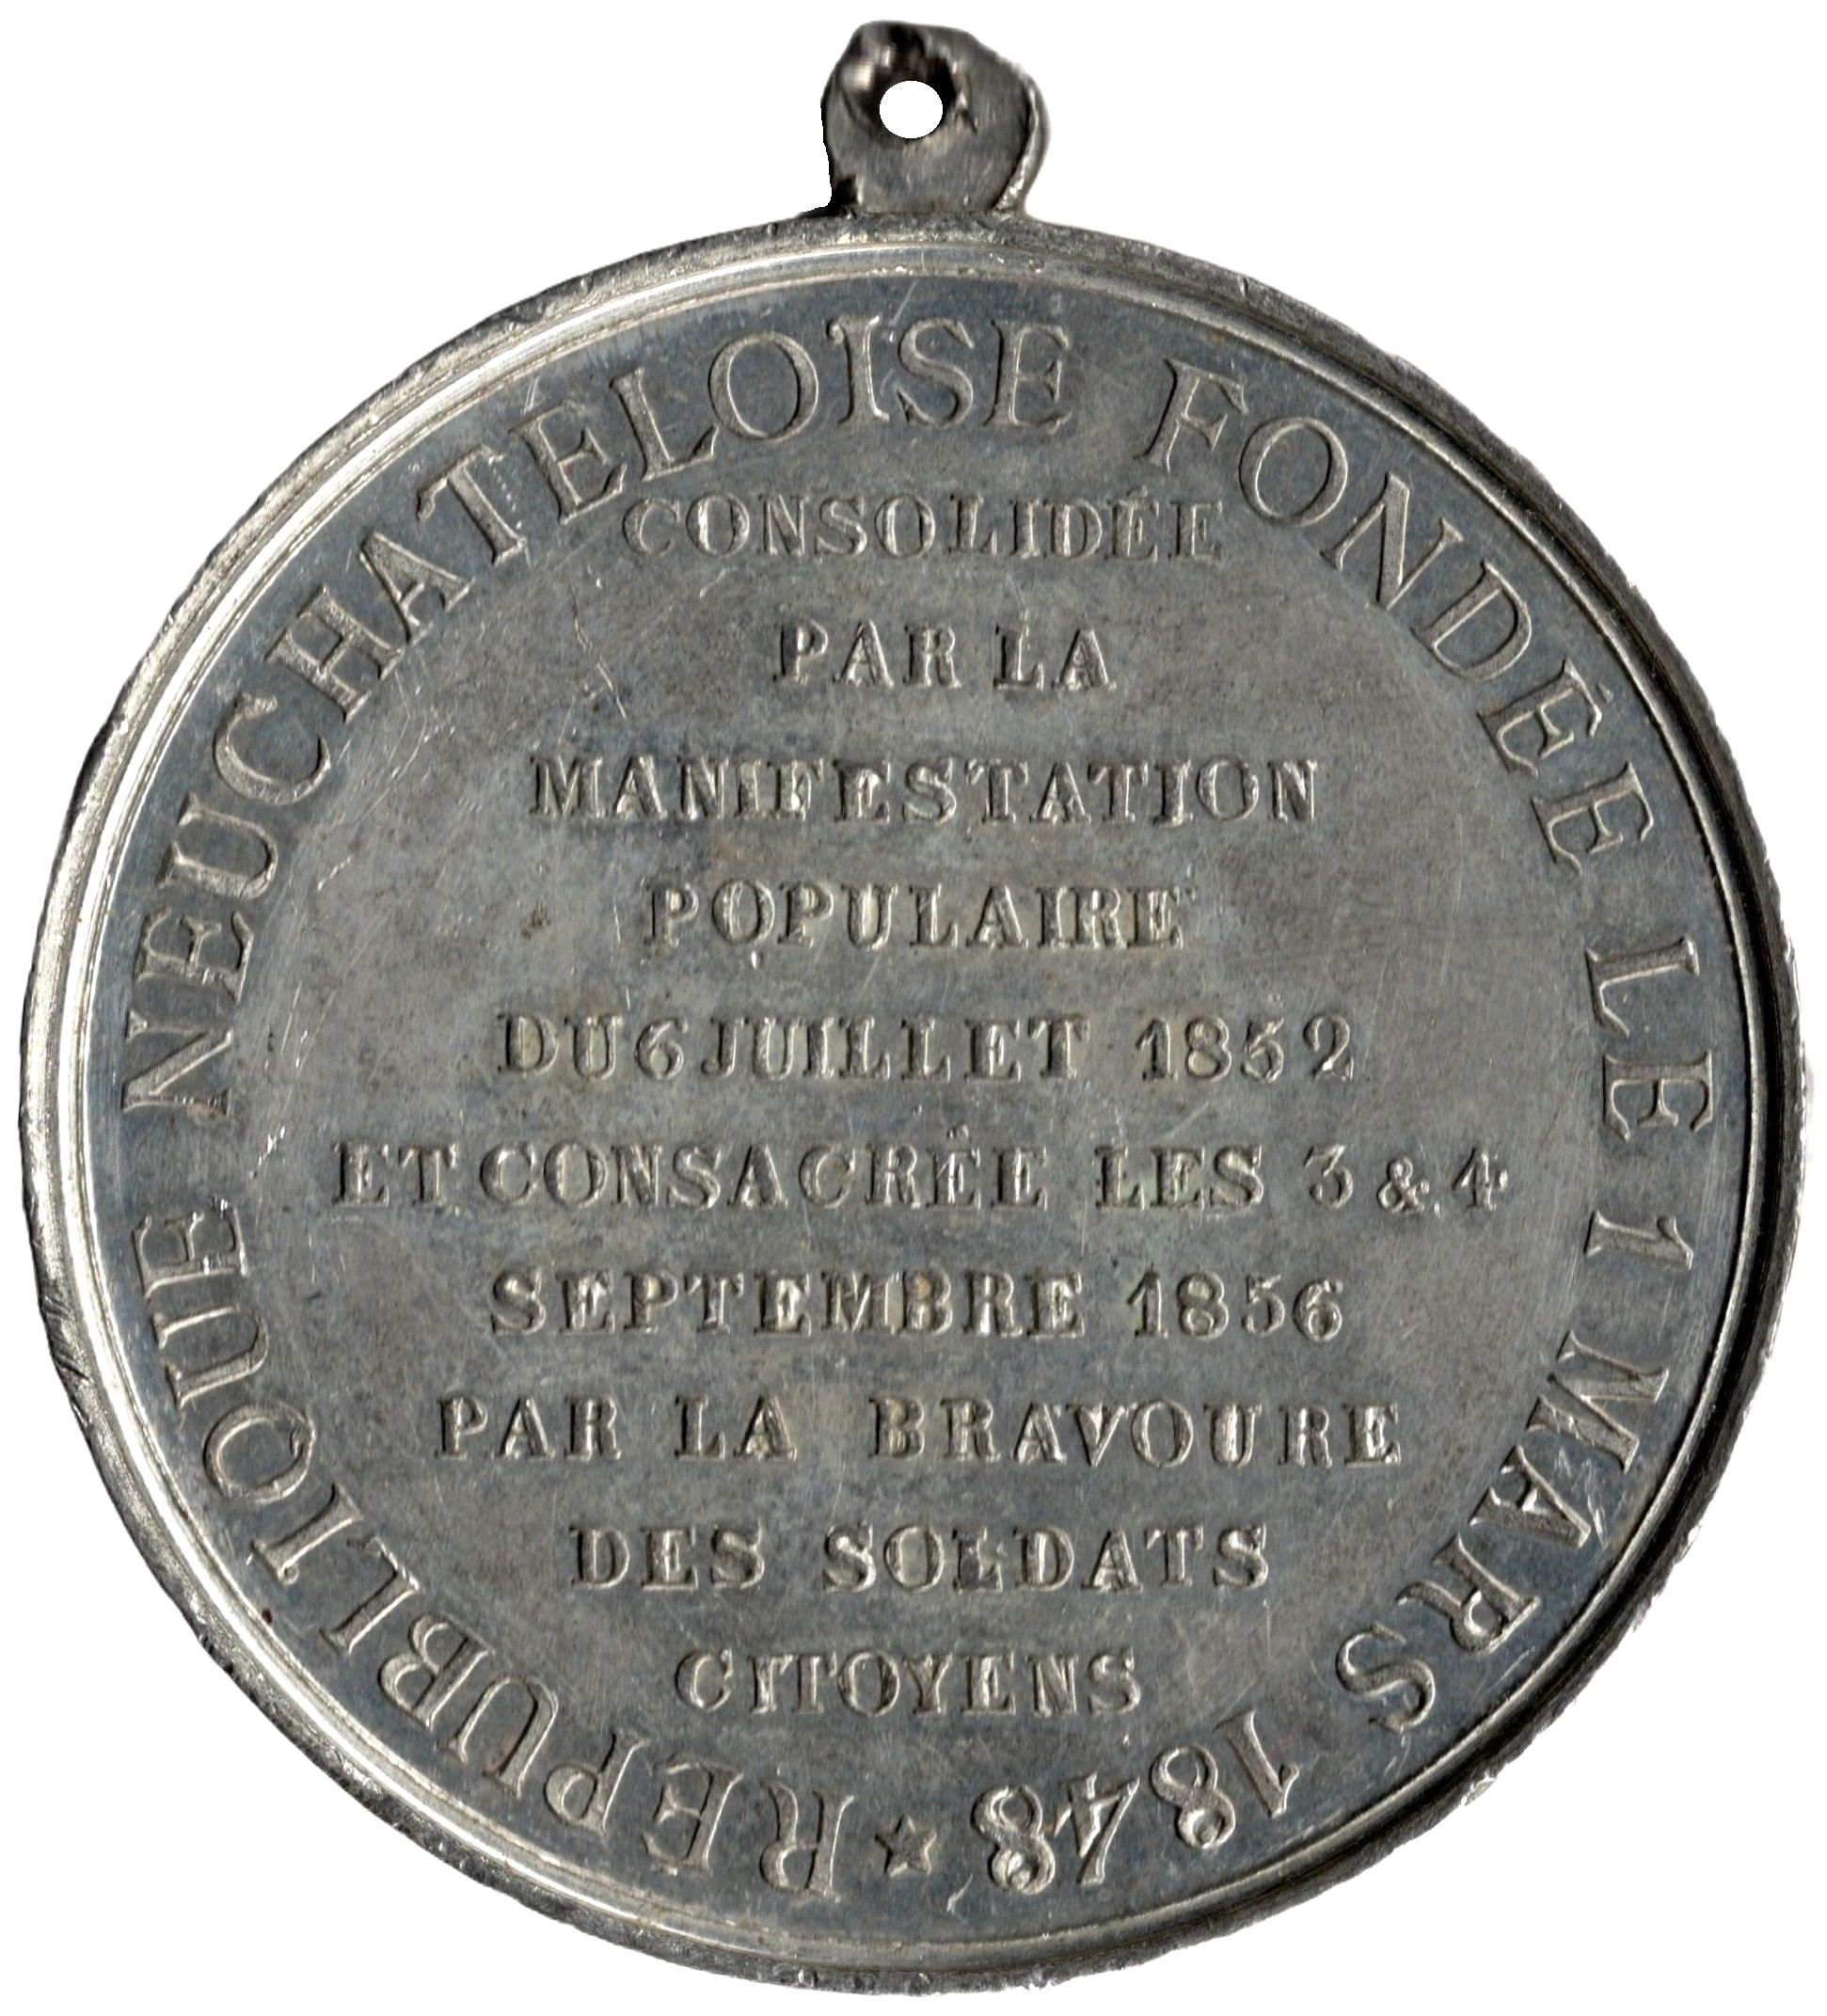 REPUBLIQUE NEUCHATELOISE FONDÉE LE 1 MARS 1848
CONSOLIDÉE
PAR LA
MANIFESTATION
POPULAIRE
DU 6 JUILLET 1852
ET CONSACRÉE LES 3 & 4
SEPTEMBRE 1856
PAR LA BRAVOURE
DES SOLDATS
CITOYENS